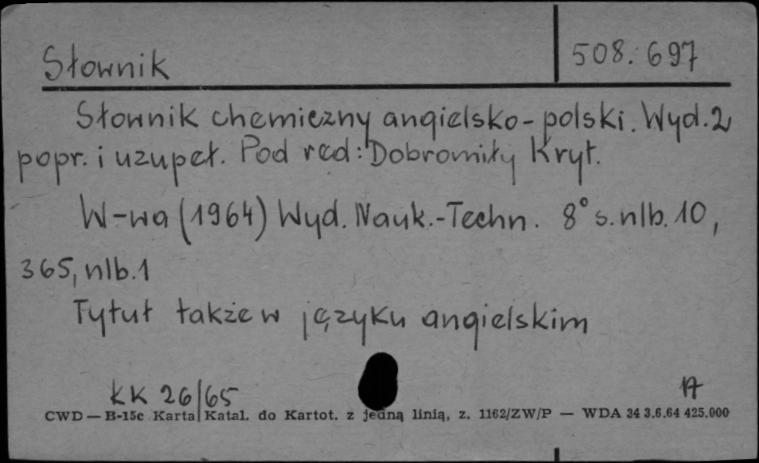 Słownik 508.697
Słownik chemiczny angielsko-polski. Wyd. 2
popr. i uzupeł. Pod red: Dobromiły Kryt.
W-wa (1964) Wyd. Nauk.-Techn. 8° s. nlb. 10,
365, nlb. 1
Tytuł także w języku angielskim
KK 26/65
CWD — B-15c Karta Katal. do Kartot. z jedną linią, z. 1162/ZW/P — WDA 34 3.6.64 425.000